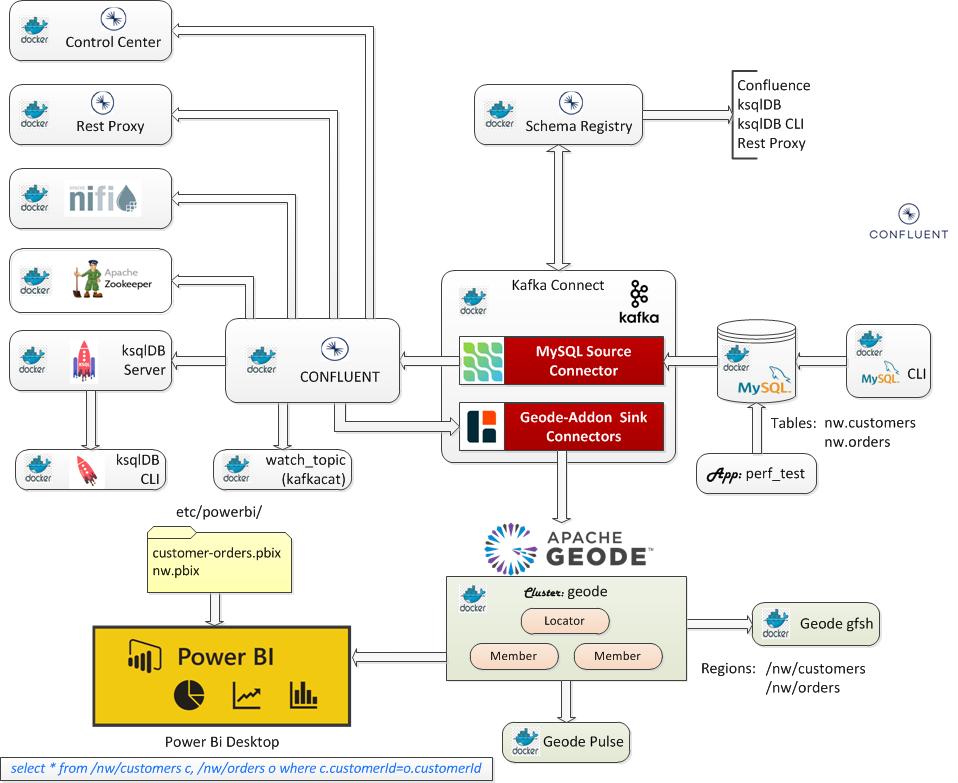 docker
Control Center
docker
Rest Proxy
docker
nifi
docker
Apache
Zookeeper
docker
ksqlDB
Server
docker
ksqlDB
CLI
docker
CONFLUENT
docker
watch_topic
(kafkacat)
docker
Schema Registry
Confluence
ksqlDB
ksqlDB CLI
Rest Proxy
CONFLUENT
docker
Kafka Connect
kafka
MySQL Source
Connector
Geode-Addon Sink
Connectors
docker
MySQL.
docker
MySQL.
CLI
Tables: nw.customers
nw.orders
App: perf_test
etc/powerbi/
customer-orders.pbix
nw.pbix
Power BI
Power Bi Desktop
APACHE
GEODE™
docker
Cluster: geode
Locator
Member
Member
docker
Geode gfsh
Regions: /nw/customers
/nw/orders
docker
Geode Pulse
select * from /nw/customers c, /nw/orders o where c.customerId=o.customerId